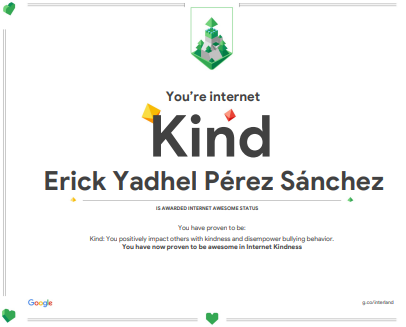 You're internet
Kind
Erick Yadhel Pérez Sánchez
IS AWARDED INTERNET AWESOME STATUS
You have proven to be:
Kind: You positively impact others with kindness and disempower bullying behavior.
You have now proven to be awesome in Internet Kindness
Google
g.co/interland